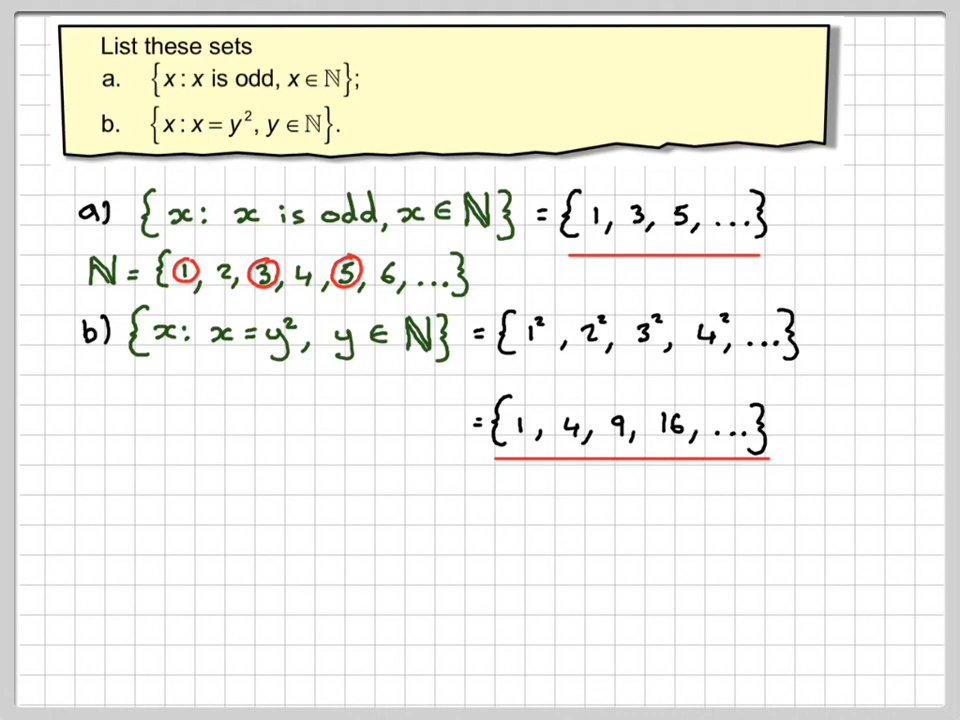 List these sets
a. {x : x is odd, x ∈ ℕ};
b. {x : x = y², y ∈ ℕ}.
a) {x: x is odd, x ∈ ℕ} = {1, 3, 5, ...}
ℕ = {1, 2, 3, 4, 5, 6, ...}
b) {x: x = y², y ∈ ℕ} = {1², 2², 3², 4², ...}
= {1, 4, 9, 16, ...}